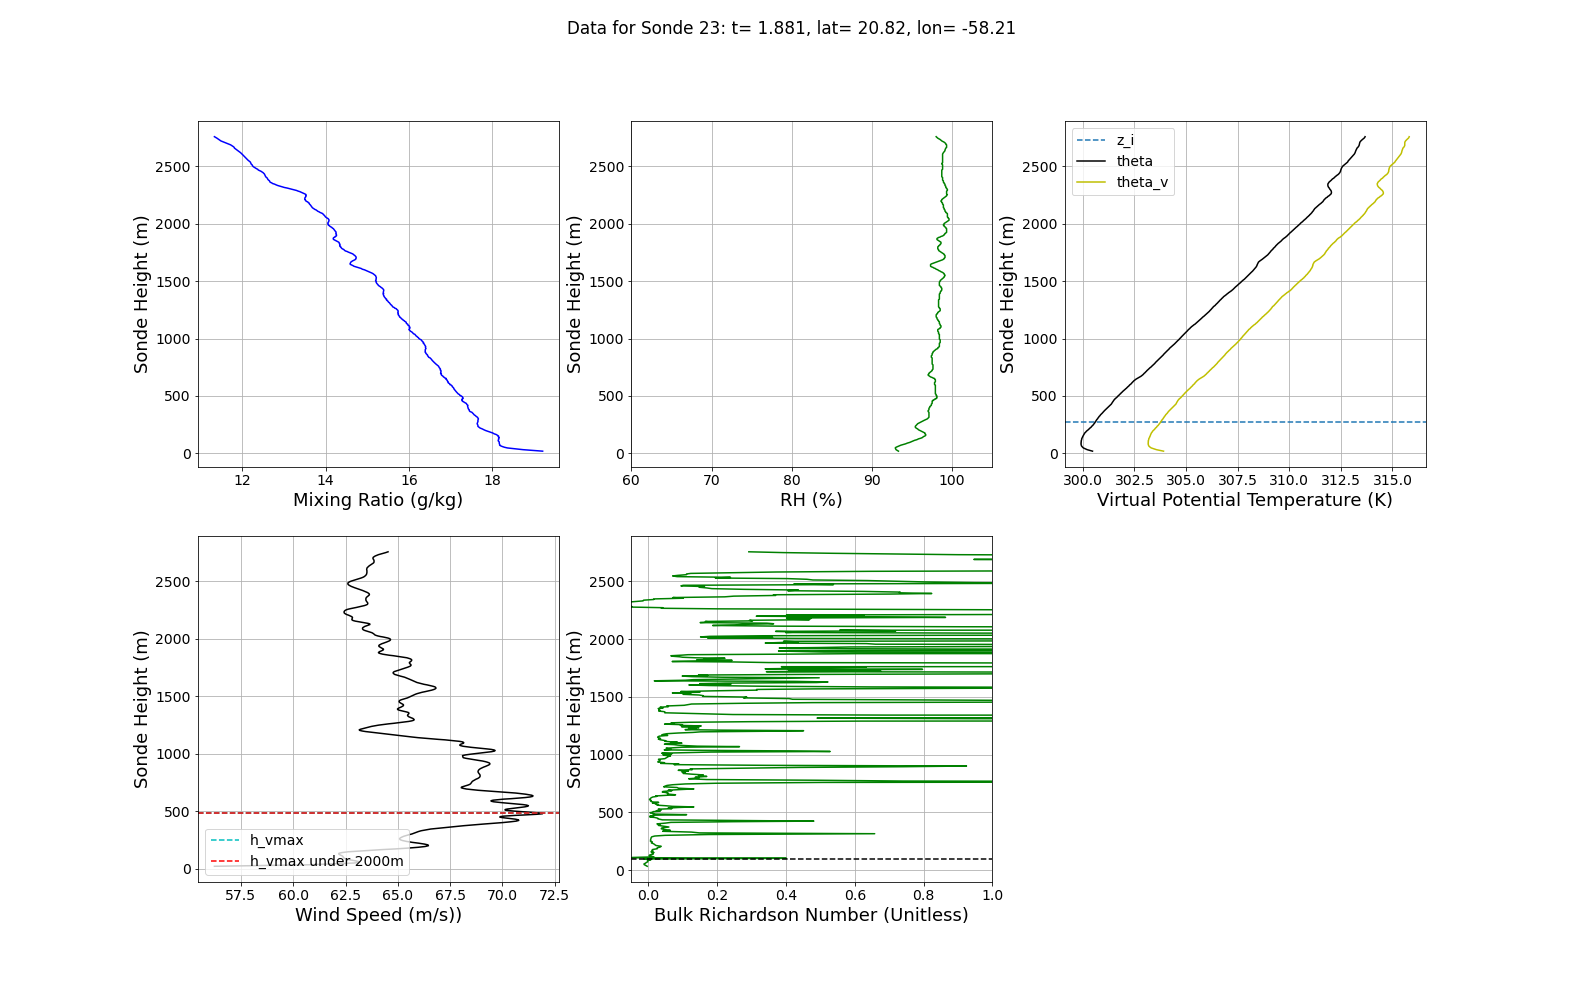 Data for Sonde 23: t= 1.881, lat= 20.82, lon= -58.21
Sonde Height (m)
2500
2000
1500
1000
500
0
12 14 16 18
Mixing Ratio (g/kg)
Sonde Height (m)
2500
2000
1500
1000
500
0
60 70 80 90 100
RH (%)
Sonde Height (m)
2500
2000
1500
1000
500
0
z_i
theta
theta_v
300.0 302.5 305.0 307.5 310.0 312.5 315.0
Virtual Potential Temperature (K)
Sonde Height (m)
2500
2000
1500
1000
500
0
h_vmax
h_vmax under 2000m
57.5 60.0 62.5 65.0 67.5 70.0 72.5
Wind Speed (m/s))
Sonde Height (m)
2500
2000
1500
1000
500
0
0.0 0.2 0.4 0.6 0.8 1.0
Bulk Richardson Number (Unitless)